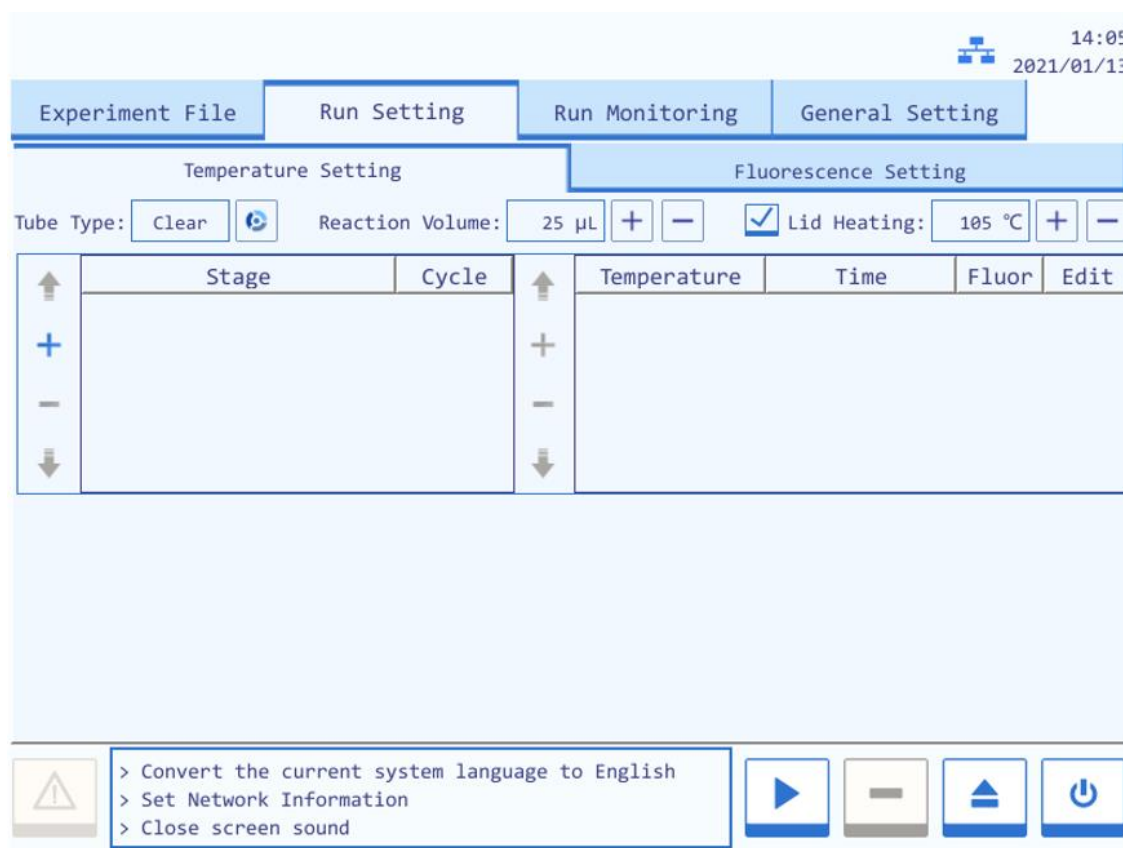 14:05
2021/01/13
Experiment File Run Setting Run Monitoring General Setting
Temperature Setting Fluorescence Setting
Tube Type: Clear Reaction Volume: 25 μL + − Lid Heating: 105 ℃ + −
Stage Cycle Temperature Time Fluor Edit
> Convert the current system language to English
> Set Network Information
> Close screen sound